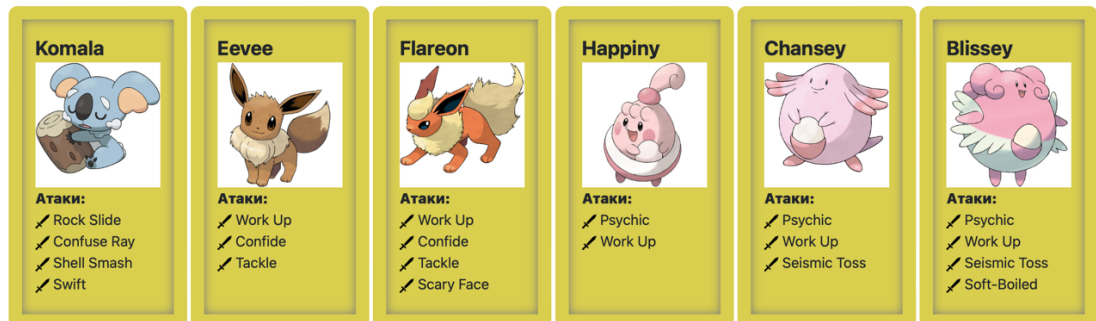 Komala
Атаки:
Rock Slide
Confuse Ray
Shell Smash
Swift
Eevee
Атаки:
Work Up
Confide
Tackle
Flareon
Атаки:
Work Up
Confide
Tackle
Scary Face
Happiny
Атаки:
Psychic
Work Up
Chansey
Атаки:
Psychic
Work Up
Seismic Toss
Blissey
Атаки:
Psychic
Work Up
Seismic Toss
Soft-Boiled